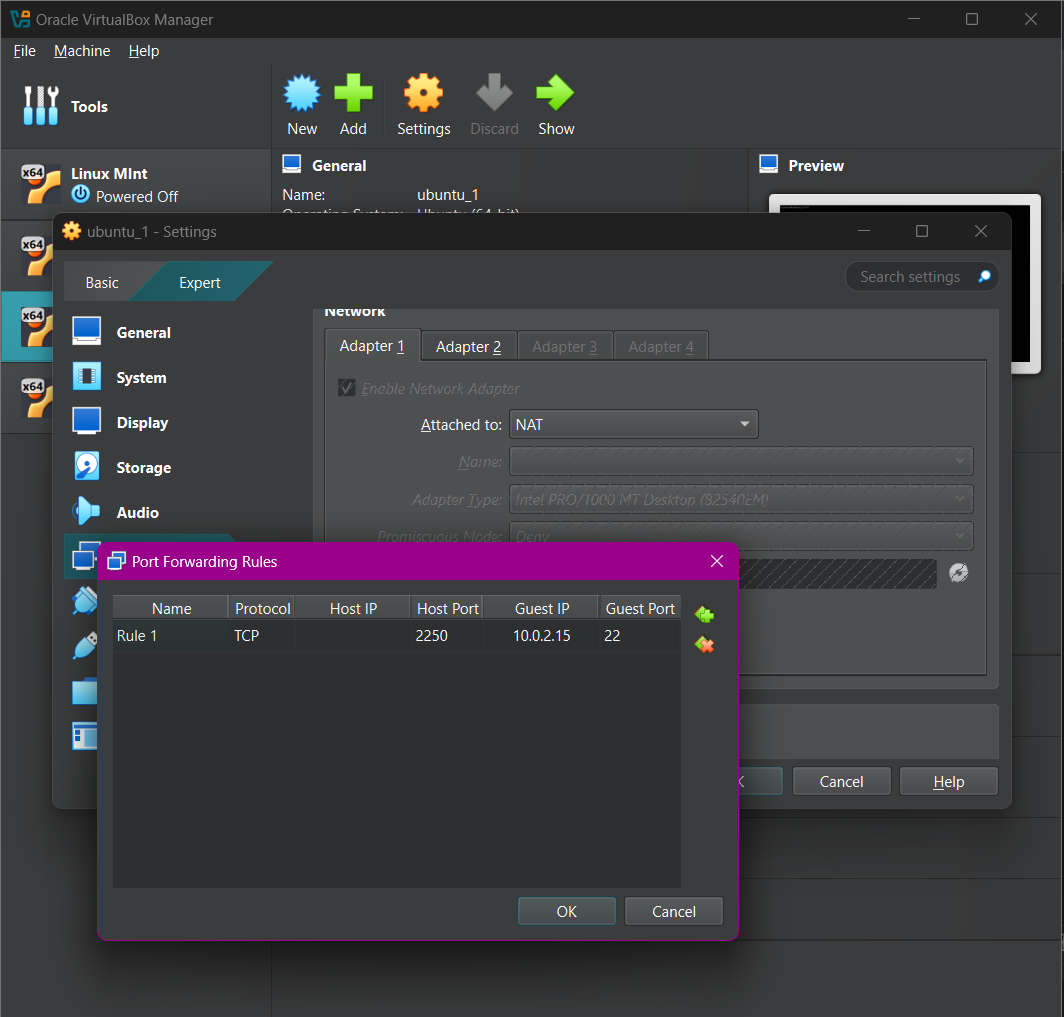 Oracle VirtualBox Manager
File Machine Help
Tools
New Add Settings Discard Show
x64 Linux MInt
Powered Off
General
Name: ubuntu_1
Operating System: Ubuntu (64-bit)
Preview
x64
x64
x64
ubuntu_1 - Settings
Basic Expert
Search settings
General
System
Display
Storage
Audio
Network
Adapter 1 Adapter 2 Adapter 3 Adapter 4
Enable Network Adapter
Attached to: NAT
Name:
Adapter Type: Intel PRO/1000 MT Desktop (82540EM)
Promiscuous Mode: Deny
Cancel Help
Port Forwarding Rules
Name Protocol Host IP Host Port Guest IP Guest Port
Rule 1 TCP 2250 10.0.2.15 22
OK Cancel